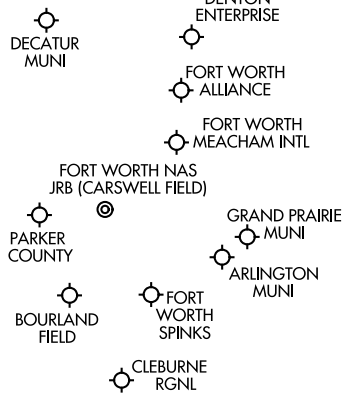 DENTON
ENTERPRISE
DECATUR
MUNI
FORT WORTH
ALLIANCE
FORT WORTH
MEACHAM INTL
FORT WORTH NAS
JRB (CARSWELL FIELD)
GRAND PRAIRIE
MUNI
PARKER
COUNTY
ARLINGTON
MUNI
BOURLAND
FIELD
FORT
WORTH
SPINKS
CLEBURNE
RGNL